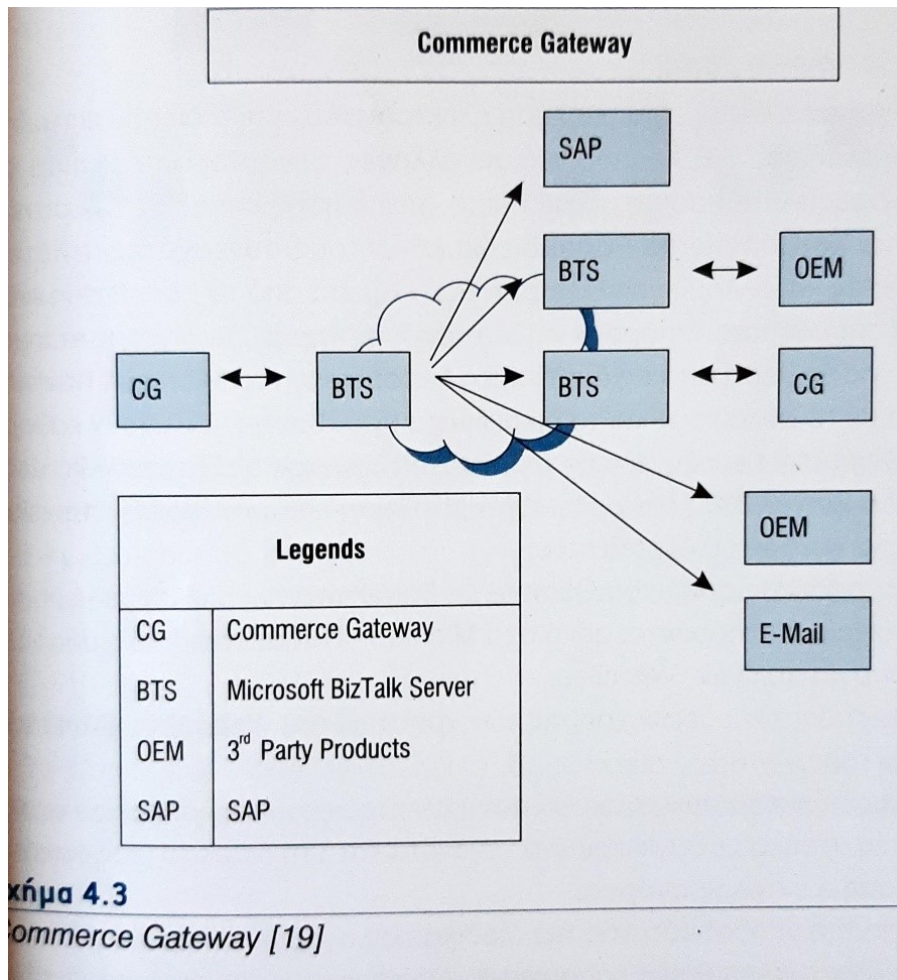 Commerce Gateway
SAP
BTS OEM
CG BTS BTS CG
OEM
E-Mail
Legends
CG Commerce Gateway
BTS Microsoft BizTalk Server
OEM 3rd Party Products
SAP SAP
χήμα 4.3
ommerce Gateway [19]